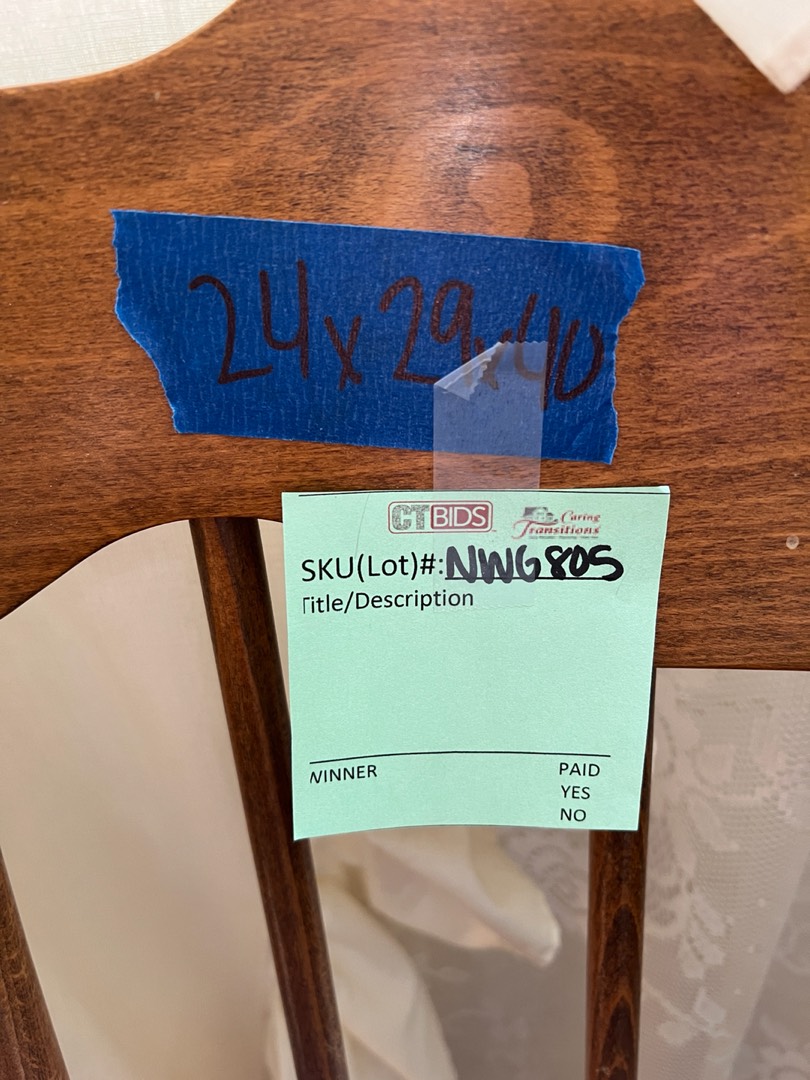 24x29x40
CTBIDS
Caring
Transitions
SKU(Lot)#: NWG805
Title/Description
WINNER
PAID
YES
NO